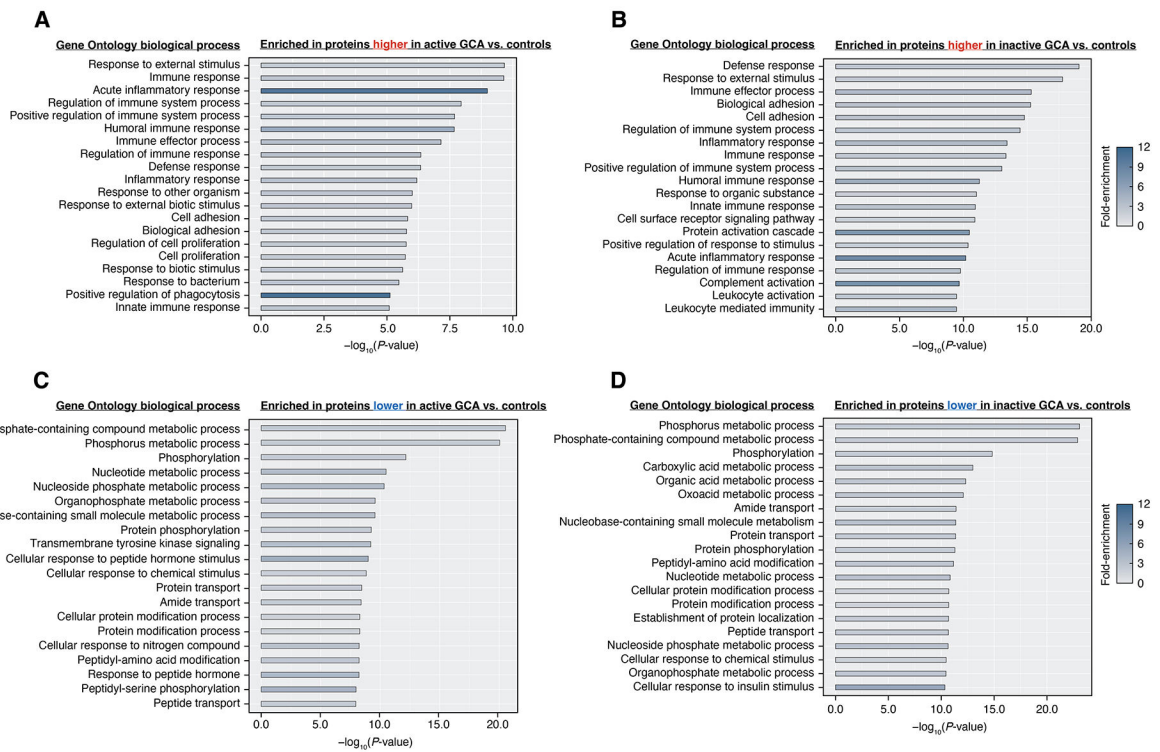 A
Gene Ontology biological process
Enriched in proteins higher in active GCA vs. controls
Response to external stimulus
Immune response
Acute inflammatory response
Regulation of immune system process
Positive regulation of immune system process
Humoral immune response
Immune effector process
Regulation of immune response
Defense response
Inflammatory response
Response to other organism
Response to external biotic stimulus
Cell adhesion
Biological adhesion
Regulation of cell proliferation
Cell proliferation
Response to biotic stimulus
Response to bacterium
Positive regulation of phagocytosis
Innate immune response
0.0 2.5 5.0 7.5 10.0
−log10(P-value)
B
Gene Ontology biological process
Enriched in proteins higher in inactive GCA vs. controls
Defense response
Response to external stimulus
Immune effector process
Biological adhesion
Cell adhesion
Regulation of immune system process
Inflammatory response
Immune response
Positive regulation of immune system process
Humoral immune response
Response to organic substance
Innate immune response
Cell surface receptor signaling pathway
Protein activation cascade
Positive regulation of response to stimulus
Acute inflammatory response
Regulation of immune response
Complement activation
Leukocyte activation
Leukocyte mediated immunity
0.0 5.0 10.0 15.0 20.0
−log10(P-value)
Fold-enrichment
12
9
6
3
0
C
Gene Ontology biological process
Enriched in proteins lower in active GCA vs. controls
sphate-containing compound metabolic process
Phosphorus metabolic process
Phosphorylation
Nucleotide metabolic process
Nucleoside phosphate metabolic process
Organophosphate metabolic process
se-containing small molecule metabolic process
Protein phosphorylation
Transmembrane tyrosine kinase signaling
Cellular response to peptide hormone stimulus
Cellular response to chemical stimulus
Protein transport
Amide transport
Cellular protein modification process
Protein modification process
Cellular response to nitrogen compound
Peptidyl-amino acid modification
Response to peptide hormone
Peptidyl-serine phosphorylation
Peptide transport
0.0 5.0 10.0 15.0 20.0
−log10(P-value)
D
Gene Ontology biological process
Enriched in proteins lower in inactive GCA vs. controls
Phosphorus metabolic process
Phosphate-containing compound metabolic process
Phosphorylation
Carboxylic acid metabolic process
Organic acid metabolic process
Oxoacid metabolic process
Amide transport
Nucleobase-containing small molecule metabolism
Protein transport
Protein phosphorylation
Peptidyl-amino acid modification
Nucleotide metabolic process
Cellular protein modification process
Protein modification process
Establishment of protein localization
Peptide transport
Nucleoside phosphate metabolic process
Cellular response to chemical stimulus
Organophosphate metabolic process
Cellular response to insulin stimulus
0.0 5.0 10.0 15.0 20.0
−log10(P-value)
Fold-enrichment
12
9
6
3
0